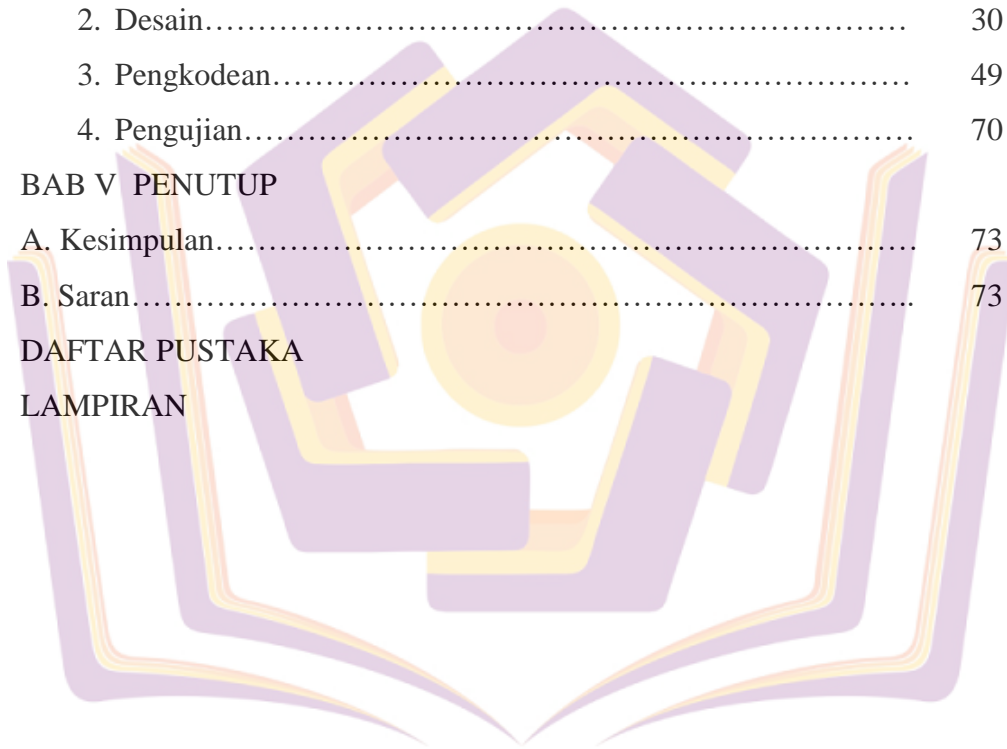 2. Desain…………………………………………………………… 30
3. Pengkodean…………………………………………………… 49
4. Pengujian………………………………………………………… 70
BAB V  PENUTUP
A. Kesimpulan…………………………………………………………… 73
B. Saran………………………………………………………………….. 73
DAFTAR PUSTAKA
LAMPIRAN